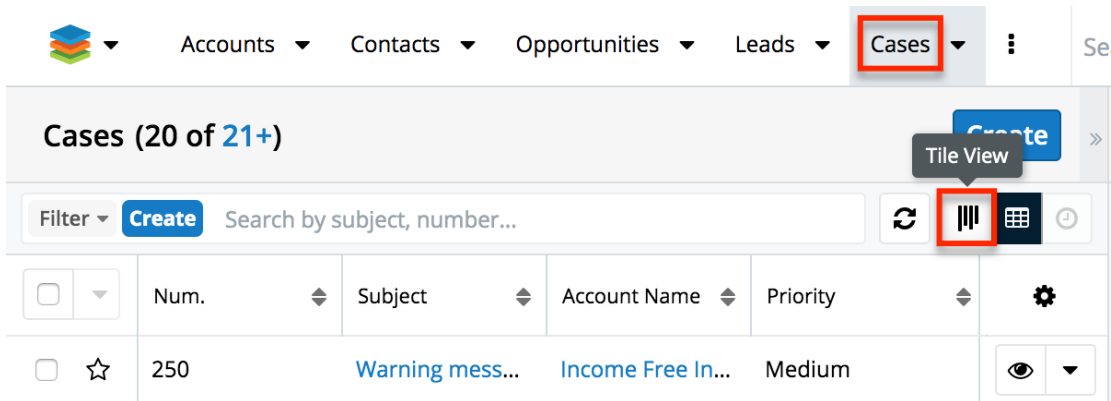 Accounts Contacts Opportunities Leads Cases Se
Cases (20 of 21+)
Tile View
Filter Create Search by subject, number...
Num. Subject Account Name Priority
250 Warning mess... Income Free In... Medium